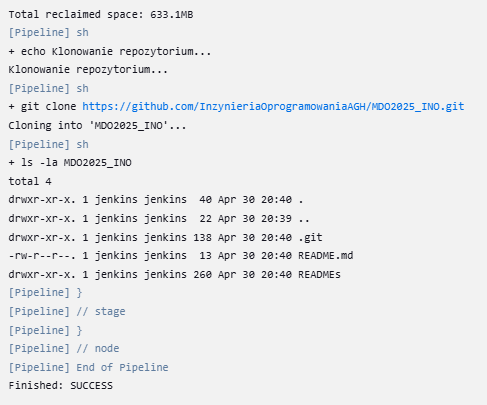 Total reclaimed space: 633.1MB
[Pipeline] sh
+ echo Klonowanie repozytorium...
Klonowanie repozytorium...
[Pipeline] sh
+ git clone https://github.com/InzynieriaOprogramowaniaAGH/MDO2025_INO.git
Cloning into 'MDO2025_INO'...
[Pipeline] sh
+ ls -la MDO2025_INO
total 4
drwxr-xr-x. 1 jenkins jenkins  40 Apr 30 20:40 .
drwxr-xr-x. 1 jenkins jenkins  22 Apr 30 20:39 ..
drwxr-xr-x. 1 jenkins jenkins 138 Apr 30 20:40 .git
-rw-r--r--. 1 jenkins jenkins  13 Apr 30 20:40 README.md
drwxr-xr-x. 1 jenkins jenkins 260 Apr 30 20:40 READMEs
[Pipeline] }
[Pipeline] // stage
[Pipeline] }
[Pipeline] // node
[Pipeline] End of Pipeline
Finished: SUCCESS